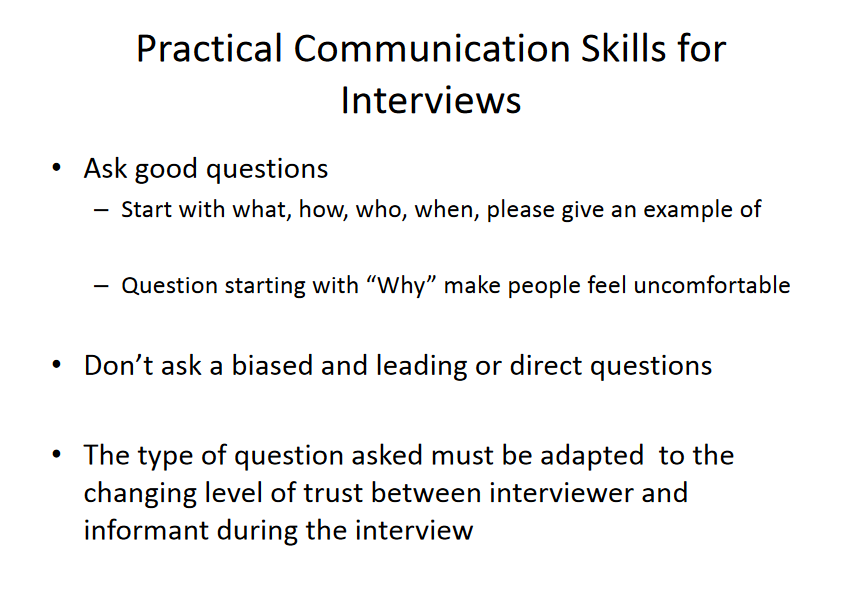 Practical Communication Skills for
Interviews
• Ask good questions
– Start with what, how, who, when, please give an example of
– Question starting with “Why” make people feel uncomfortable
• Don’t ask a biased and leading or direct questions
• The type of question asked must be adapted  to the
changing level of trust between interviewer and
informant during the interview